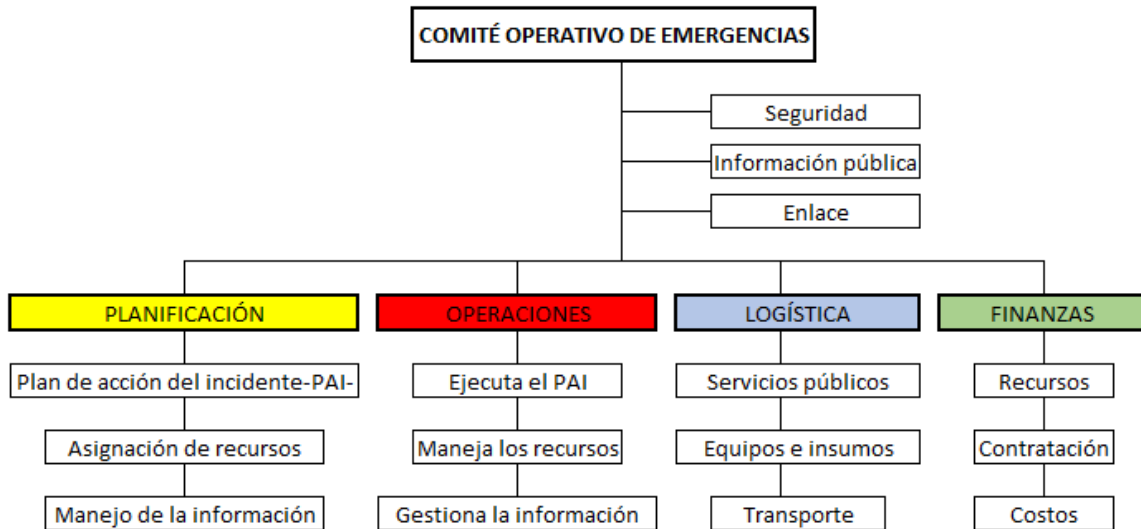 COMITÉ OPERATIVO DE EMERGENCIAS
Seguridad
Información pública
Enlace
PLANIFICACIÓN
OPERACIONES
LOGÍSTICA
FINANZAS
Plan de acción del incidente-PAI-
Ejecuta el PAI
Servicios públicos
Recursos
Asignación de recursos
Maneja los recursos
Equipos e insumos
Contratación
Manejo de la información
Gestiona la información
Transporte
Costos